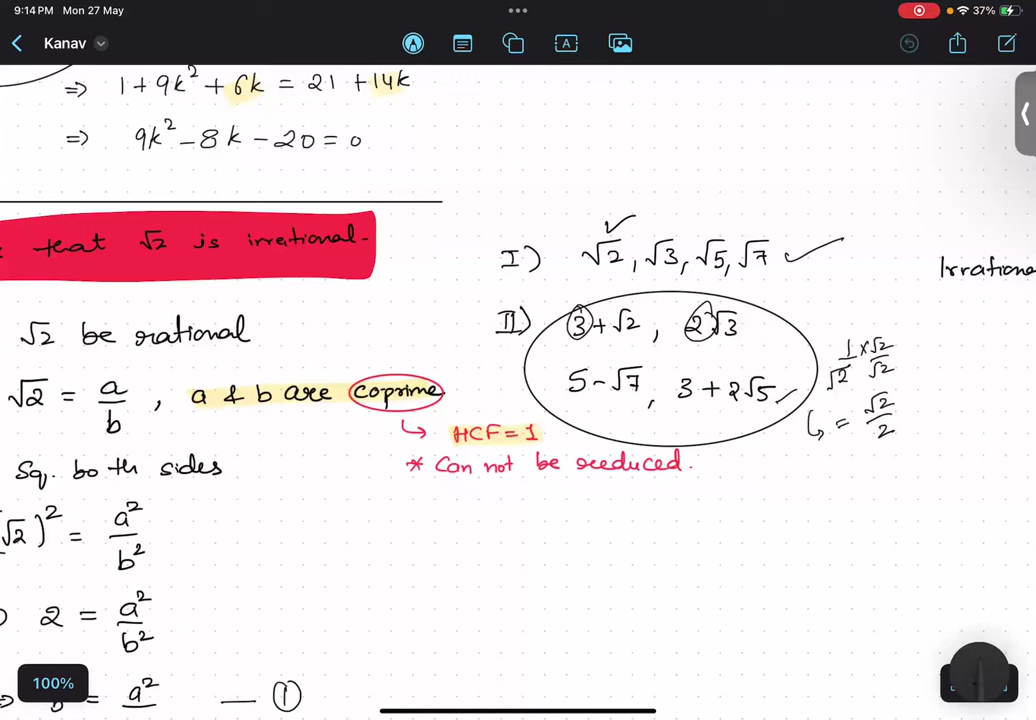 9:14PM Mon 27 May
37%
Kanav
⇒ 1 + 9k² + 6k = 21 + 14k
⇒ 9k² − 8k − 20 = 0
that √2 is irrational.
√2 be rational
√2 = a/b , a & b are coprime
↳ HCF = 1
* Can not be reduced.
Sq. both sides
√2)² = a²/b²
2 = a²/b²
= a² — ①
I) √2, √3, √5, √7
II) 3 + √2 , 2√3
5 − √7 , 3 + 2√5
1/√2 × √2/√2
↳ = √2/2
Irrationa
100%